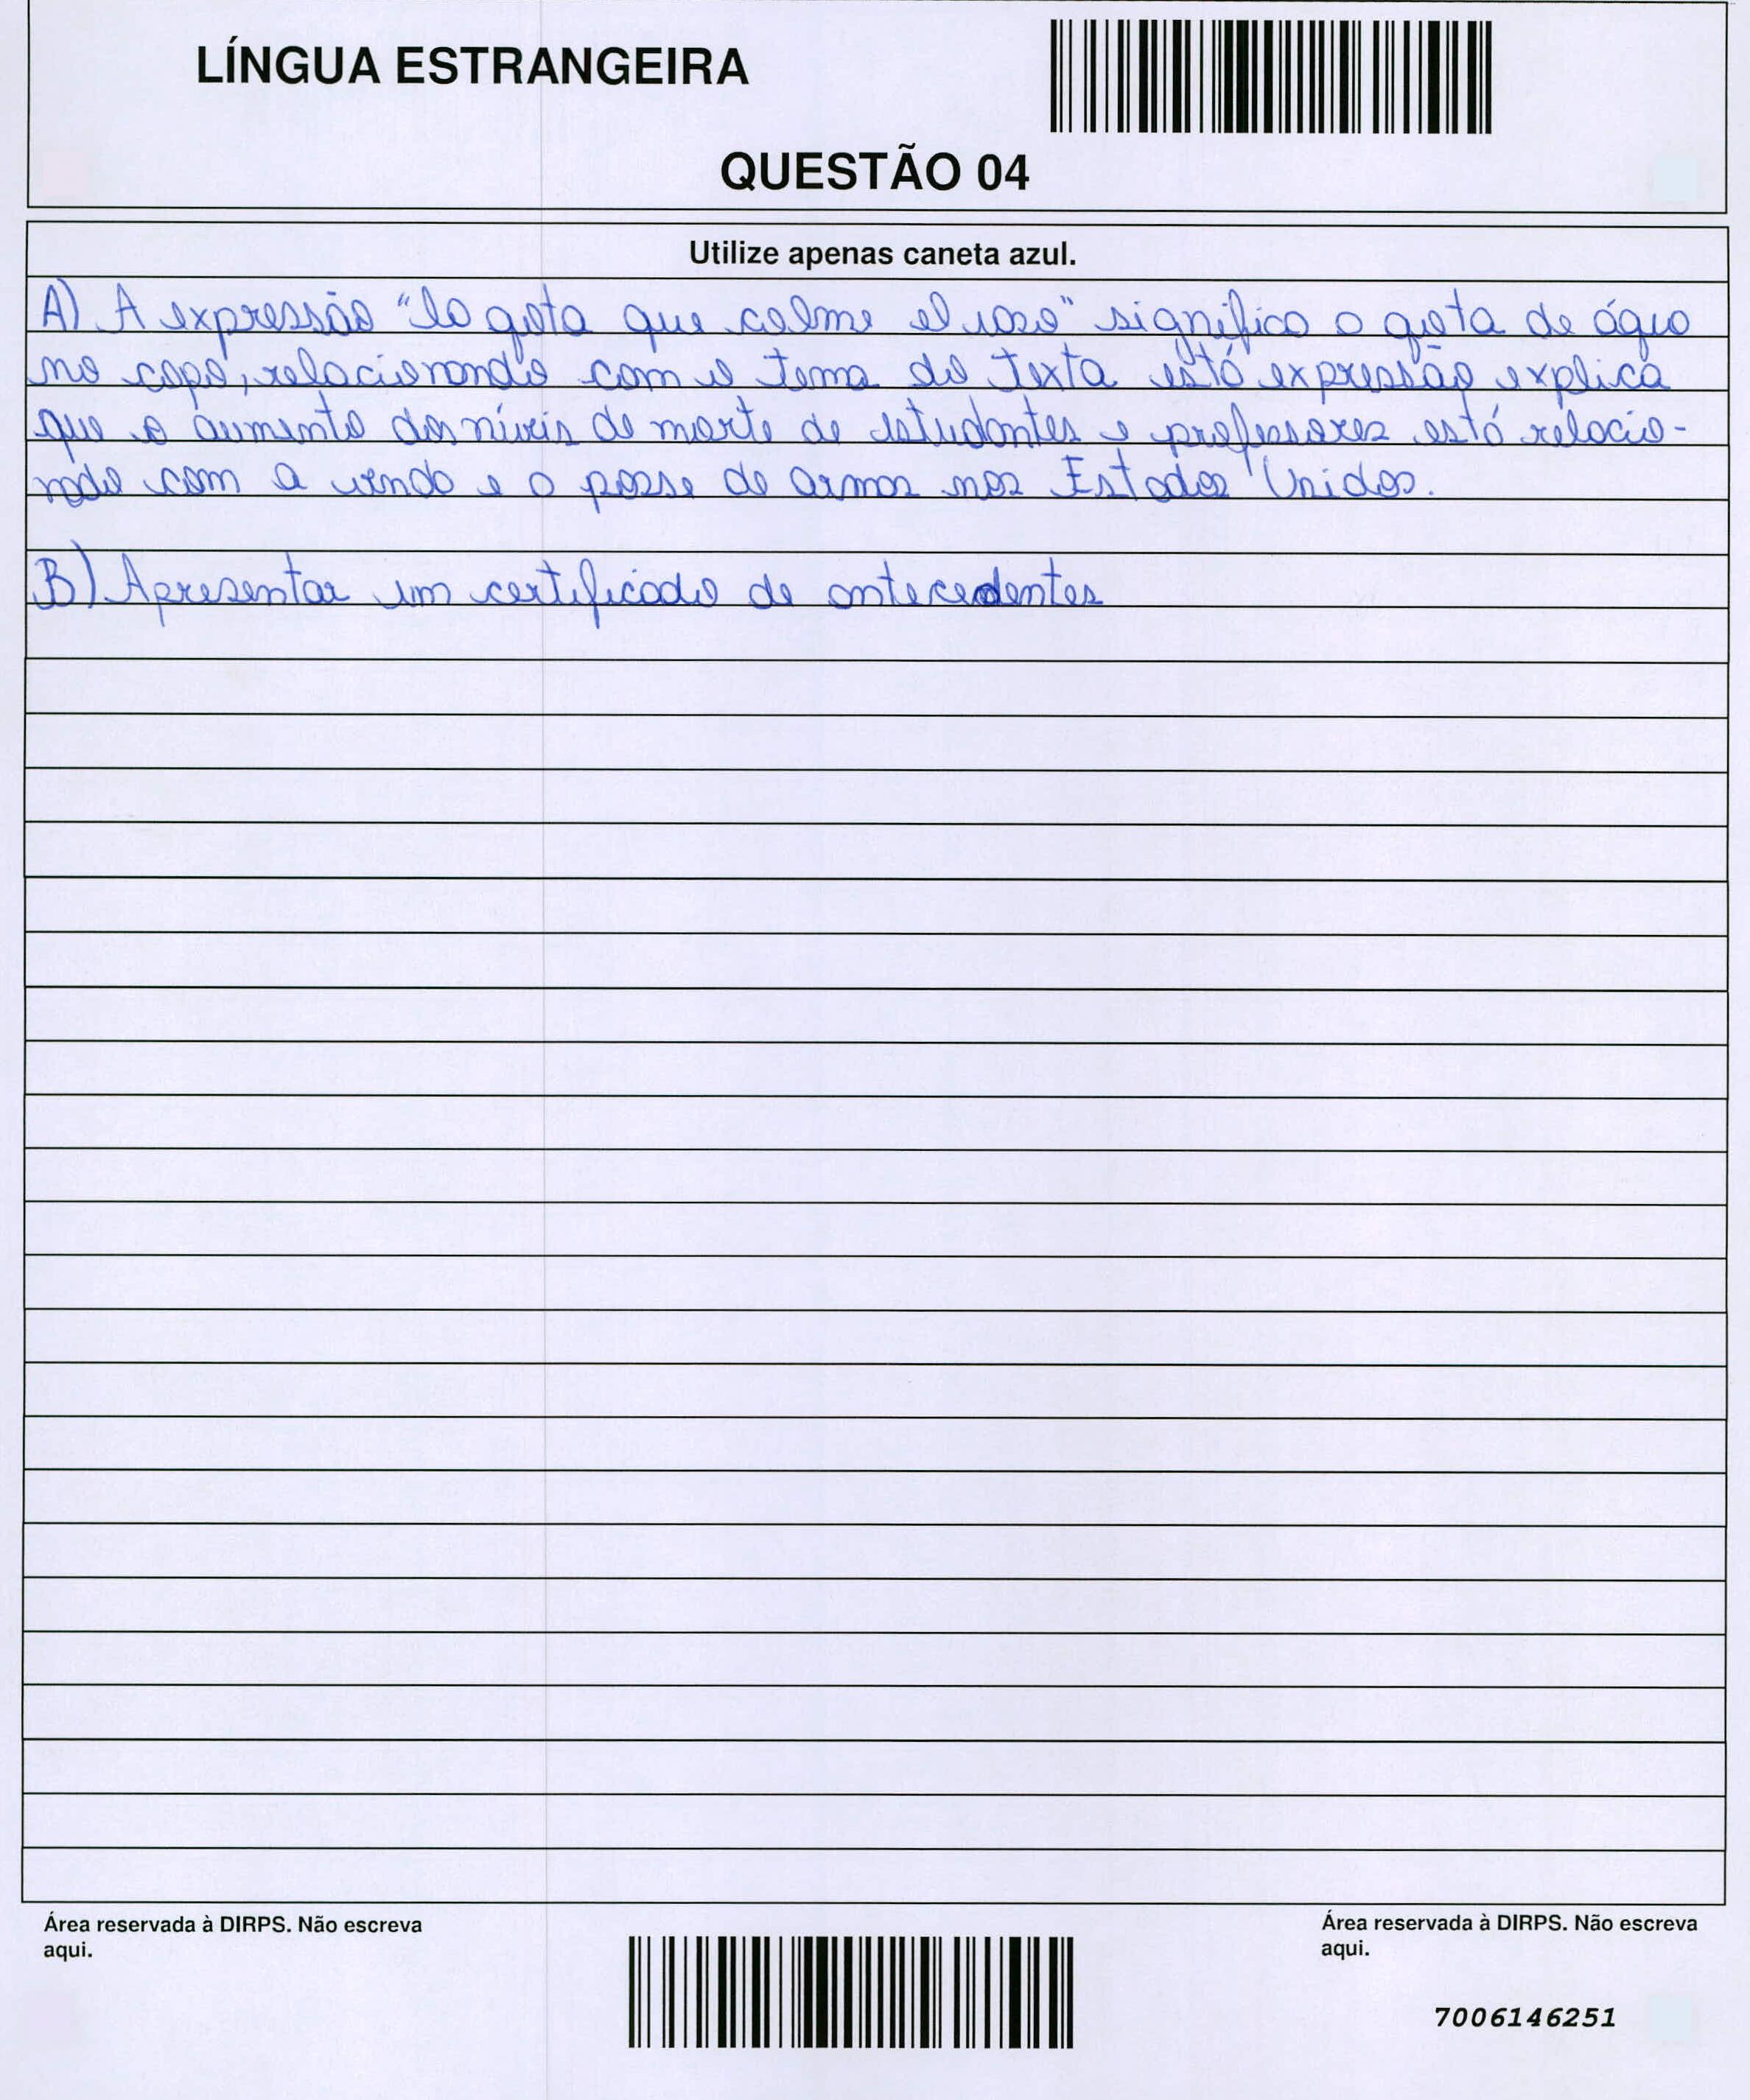 LÍNGUA ESTRANGEIRA
QUESTÃO 04
Utilize apenas caneta azul.
A) A expressão "la gota que calme el vaso" significa a gota de água
no copo, relacionando com o tema do texto está expressão explica
que o aumento dos níveis de morte de estudantes e professores está relacio-
nado com a venda e a posse de armas nos Estados Unidos.
B) Apresentar um certificado de antecedentes
Área reservada à DIRPS. Não escreva
aqui.
Área reservada à DIRPS. Não escreva
aqui.
7006146251